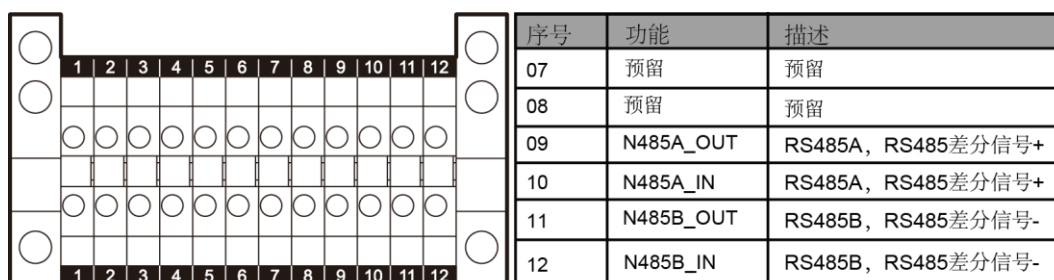 1 2 3 4 5 6 7 8 9 10 11 12
1 2 3 4 5 6 7 8 9 10 11 12
序号 功能 描述
07 预留 预留
08 预留 预留
09 N485A_OUT RS485A，RS485差分信号+
10 N485A_IN RS485A，RS485差分信号+
11 N485B_OUT RS485B，RS485差分信号-
12 N485B_IN RS485B，RS485差分信号-